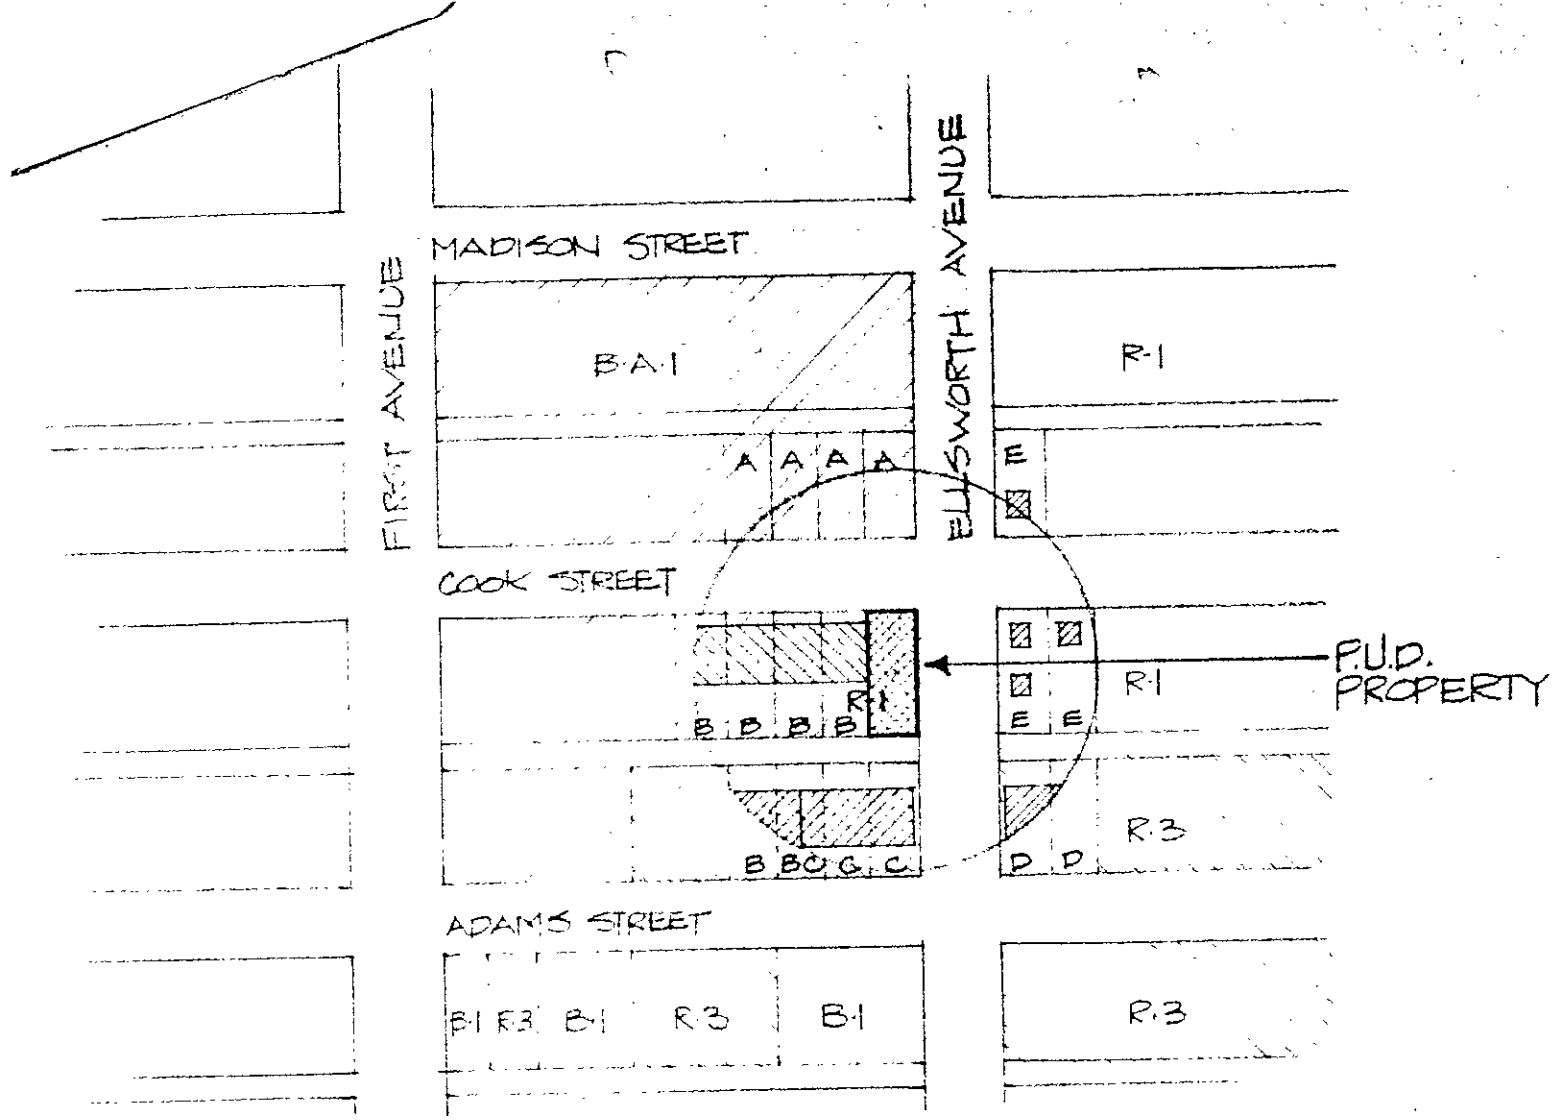 MADISON STREET
FIRST AVENUE
ELLSWORTH AVENUE
B·A·1
R·1
A A A A
E
COOK STREET
P.U.D.
PROPERTY
R·1
R·1
B B B B
E E
R·3
B BC C C
D D
ADAMS STREET
B·1 R·3 B·1 R·3 B·1
R·3